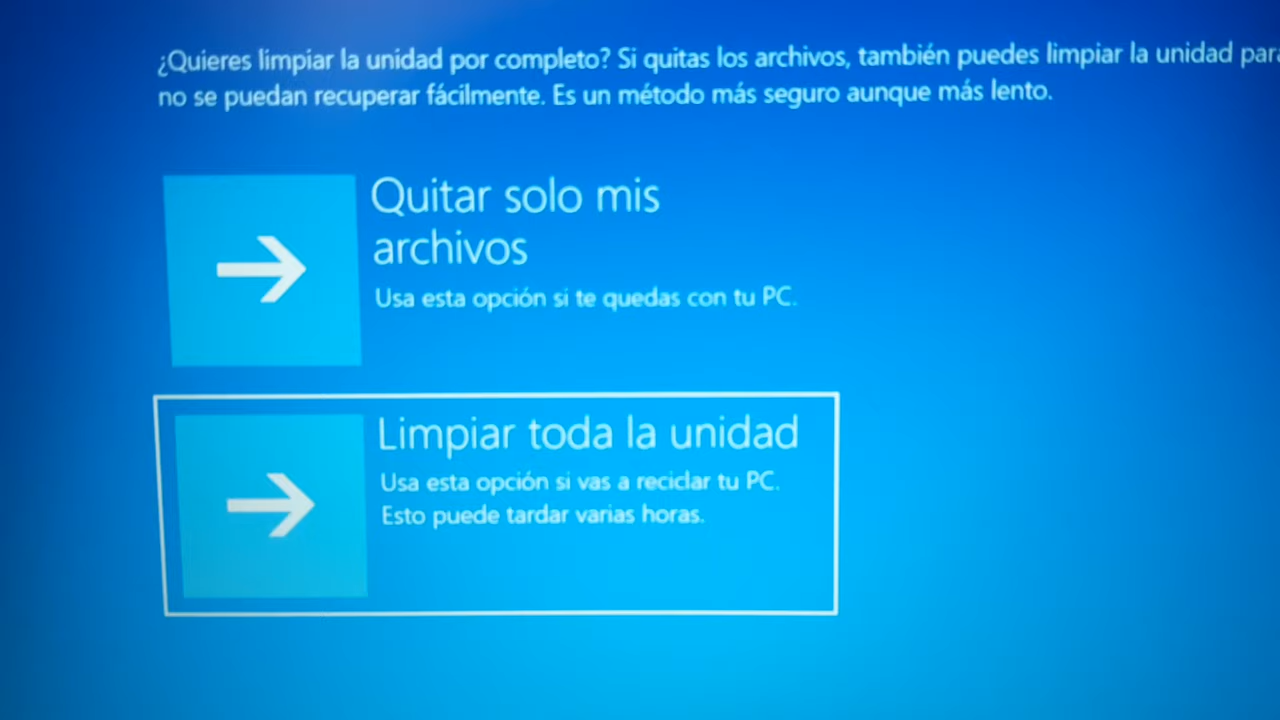 ¿Quieres limpiar la unidad por completo? Si quitas los archivos, también puedes limpiar la unidad
no se puedan recuperar fácilmente. Es un método más seguro aunque más lento.
Quitar solo mis
archivos
Usa esta opción si te quedas con tu PC.
Limpiar toda la unidad
Usa esta opción si vas a reciclar tu PC.
Esto puede tardar varias horas.